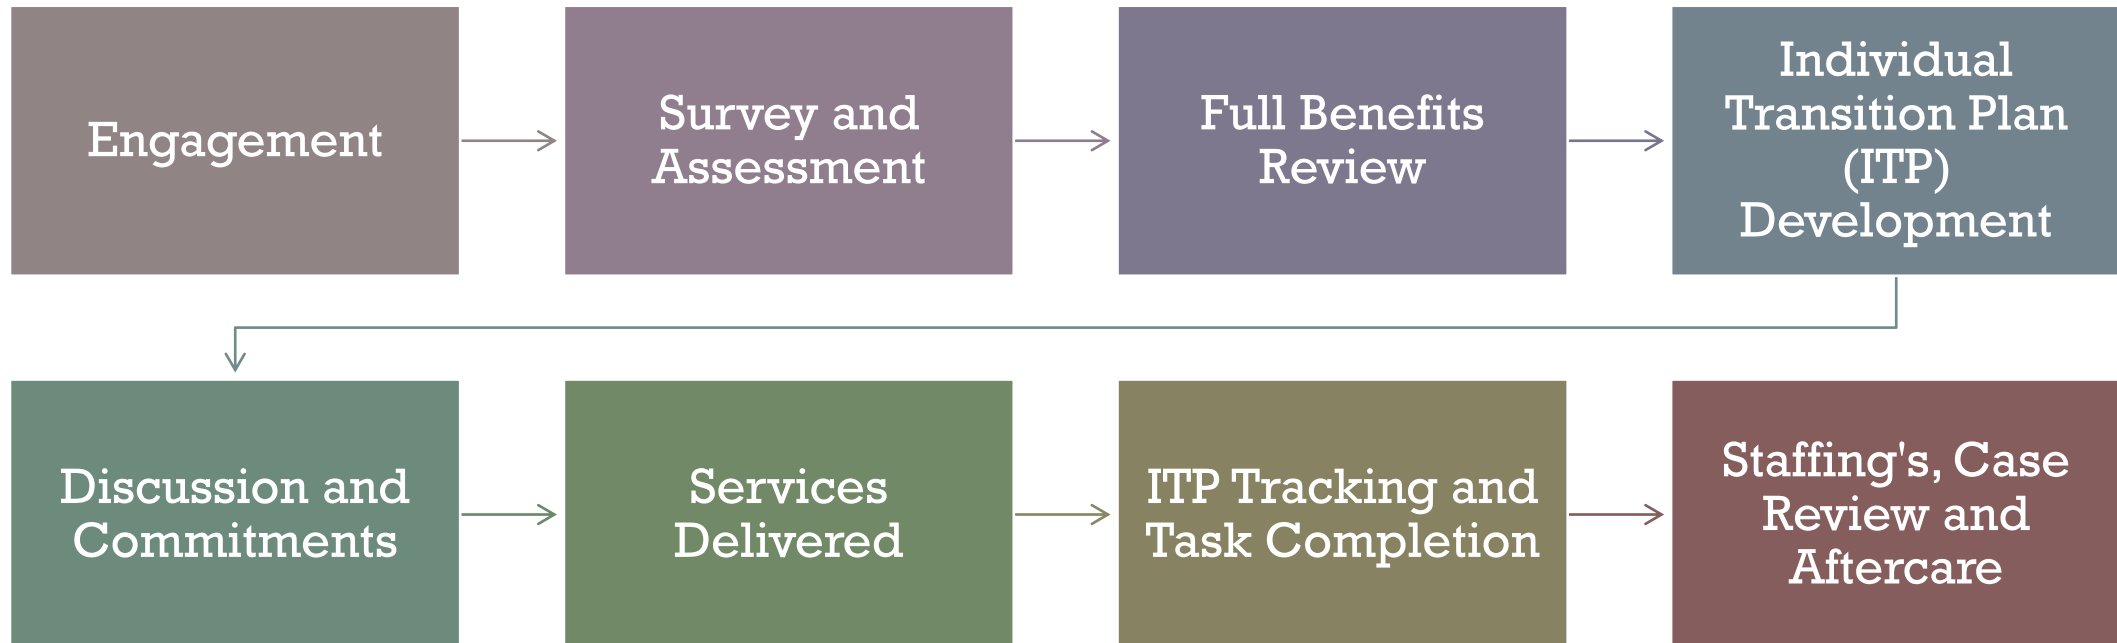 Engagement
Survey and
Assessment
Full Benefits
Review
Individual
Transition Plan
(ITP)
Development
Discussion and
Commitments
Services
Delivered
ITP Tracking and
Task Completion
Staffing's, Case
Review and
Aftercare